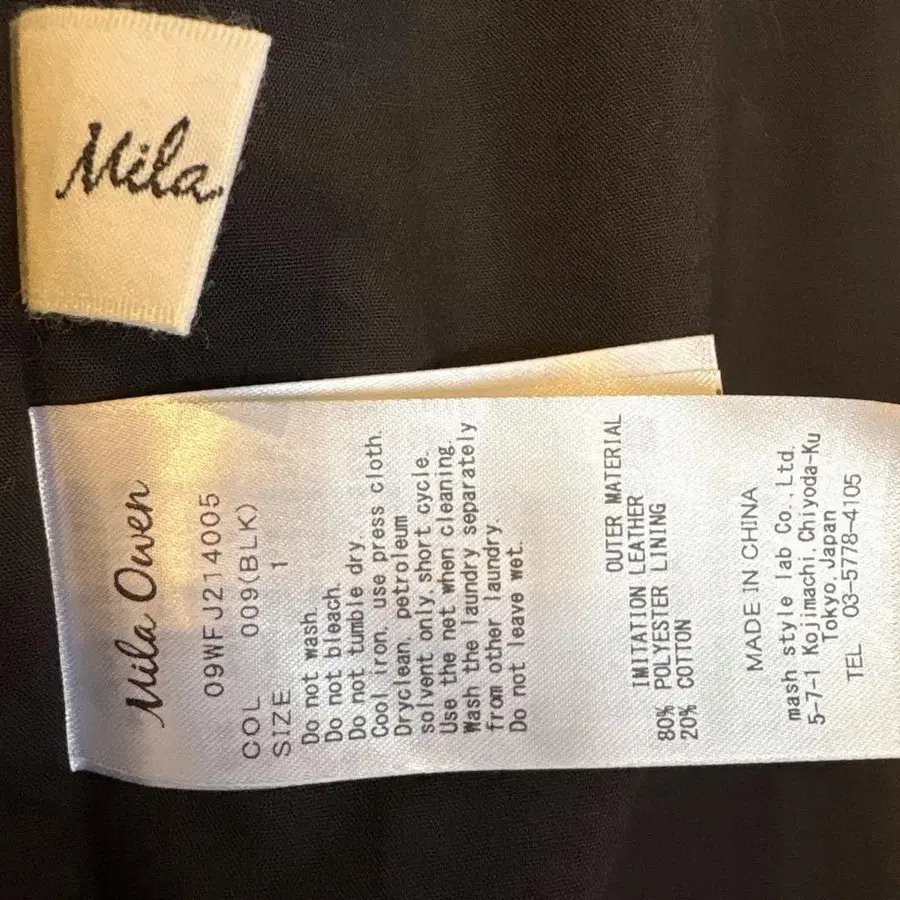 Mila
Mila Owen
09WFJ214005
COL 009(BLK)
SIZE 1
Do not wash.
Do not bleach.
Do not tumble dry.
Cool iron, use press cloth.
Dryclean, petroleum
solvent only, short cycle.
Use the net when cleaning.
Wash the laundry separately
from other laundry.
Do not leave wet.
OUTER MATERIAL
IMITATION LEATHER
80% POLYESTER LINING
20% COTTON
MADE IN CHINA
mash style lab Co., Ltd.
5-7-1 Kojimachi, Chiyoda-Ku
Tokyo, Japan
TEL 03-5778-4105